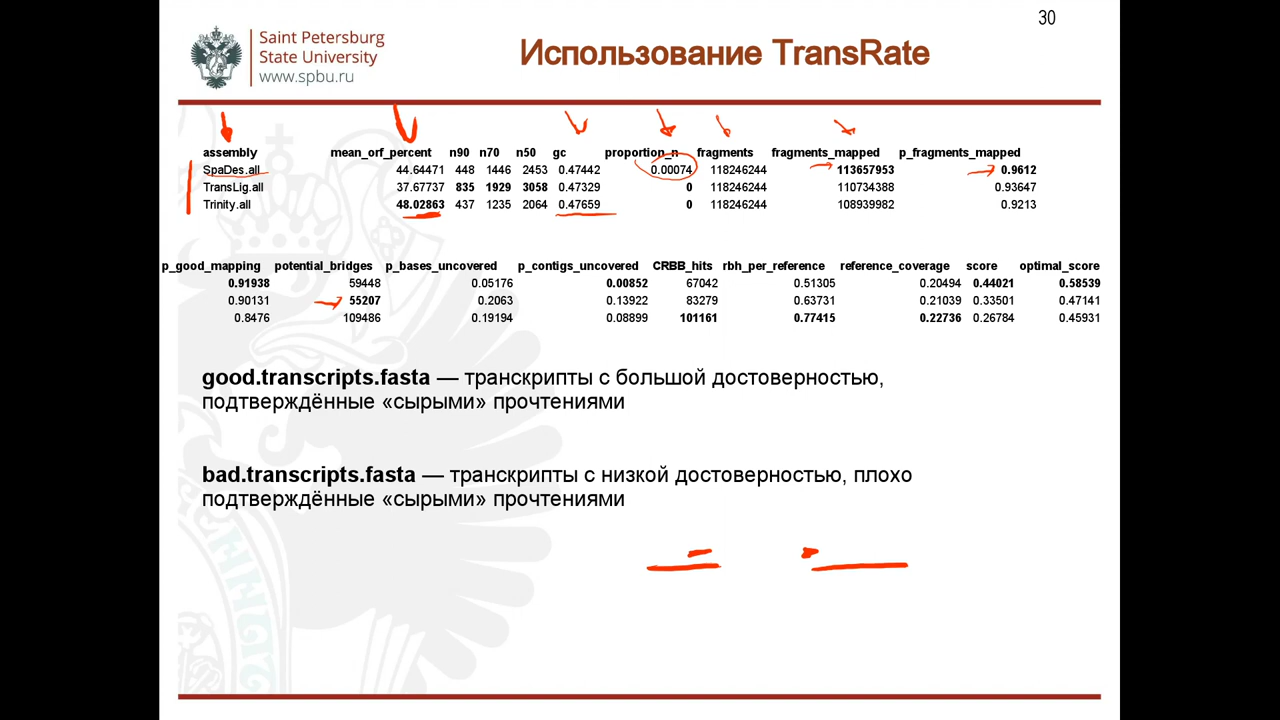 30
Saint Petersburg
State University
www.spbu.ru
Использование TransRate
assembly mean_orf_percent n90 n70 n50 gc proportion_n fragments fragments_mapped p_fragments_mapped
SpaDes.all 44.64471 448 1446 2453 0.47442 0.00074 118246244 113657953 0.9612
TransLig.all 37.67737 835 1929 3058 0.47329 0 118246244 110734388 0.93647
Trinity.all 48.02863 437 1235 2064 0.47659 0 118246244 108939982 0.9213
p_good_mapping potential_bridges p_bases_uncovered p_contigs_uncovered CRBB_hits rbh_per_reference reference_coverage score optimal_score
0.91938 59448 0.05176 0.00852 67042 0.51305 0.20494 0.44021 0.58539
0.90131 55207 0.2063 0.13922 83279 0.63731 0.21039 0.33501 0.47141
0.8476 109486 0.19194 0.08899 101161 0.77415 0.22736 0.26784 0.45931
good.transcripts.fasta — транскрипты с большой достоверностью,
подтверждённые «сырыми» прочтениями
bad.transcripts.fasta — транскрипты с низкой достоверностью, плохо
подтверждённые «сырыми» прочтениями